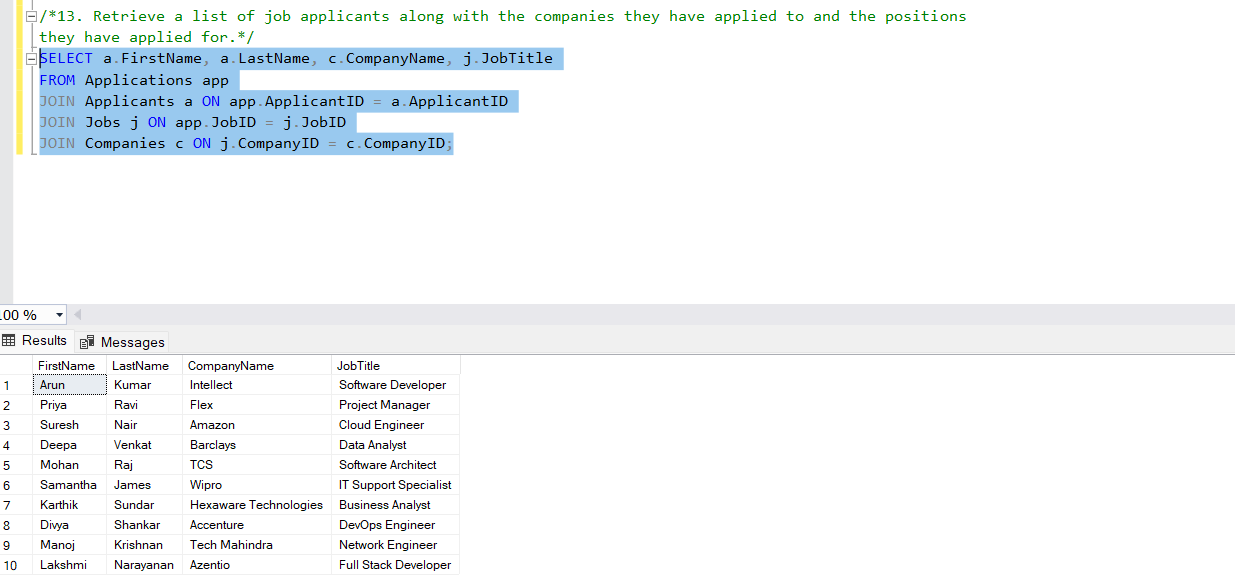 /*13. Retrieve a list of job applicants along with the companies they have applied to and the positions
they have applied for.*/
SELECT a.FirstName, a.LastName, c.CompanyName, j.JobTitle
FROM Applications app
JOIN Applicants a ON app.ApplicantID = a.ApplicantID
JOIN Jobs j ON app.JobID = j.JobID
JOIN Companies c ON j.CompanyID = c.CompanyID;
.00 %
Results Messages
FirstName LastName CompanyName JobTitle
1 Arun Kumar Intellect Software Developer
2 Priya Ravi Flex Project Manager
3 Suresh Nair Amazon Cloud Engineer
4 Deepa Venkat Barclays Data Analyst
5 Mohan Raj TCS Software Architect
6 Samantha James Wipro IT Support Specialist
7 Karthik Sundar Hexaware Technologies Business Analyst
8 Divya Shankar Accenture DevOps Engineer
9 Manoj Krishnan Tech Mahindra Network Engineer
10 Lakshmi Narayanan Azentio Full Stack Developer